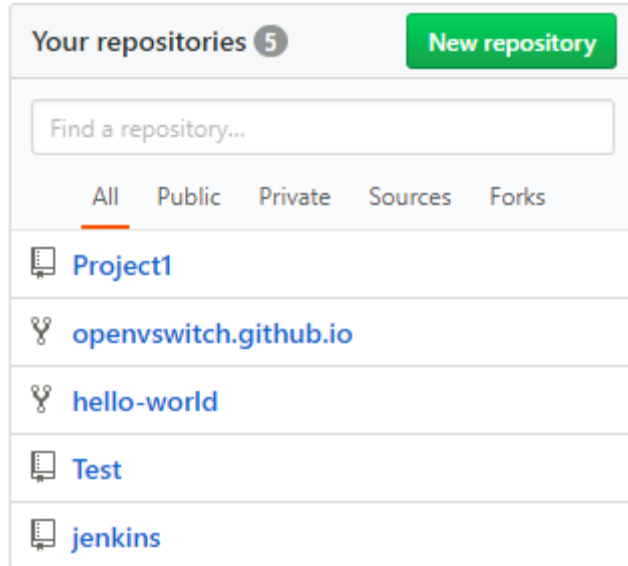 Your repositories 5 New repository
Find a repository...
All Public Private Sources Forks
Project1
openvswitch.github.io
hello-world
Test
jenkins